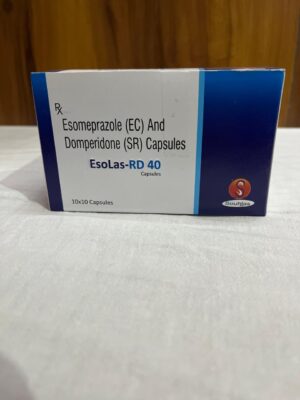 Rx
Esomeprazole (EC) And
Domperidone (SR) Capsules
EsoLas-RD 40
Capsules
10x10 Capsules